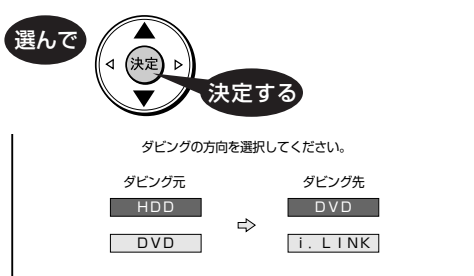 選んで
決定
決定する
ダビングの方向を選択してください。
ダビング元 ダビング先
HDD DVD
DVD i. LINK